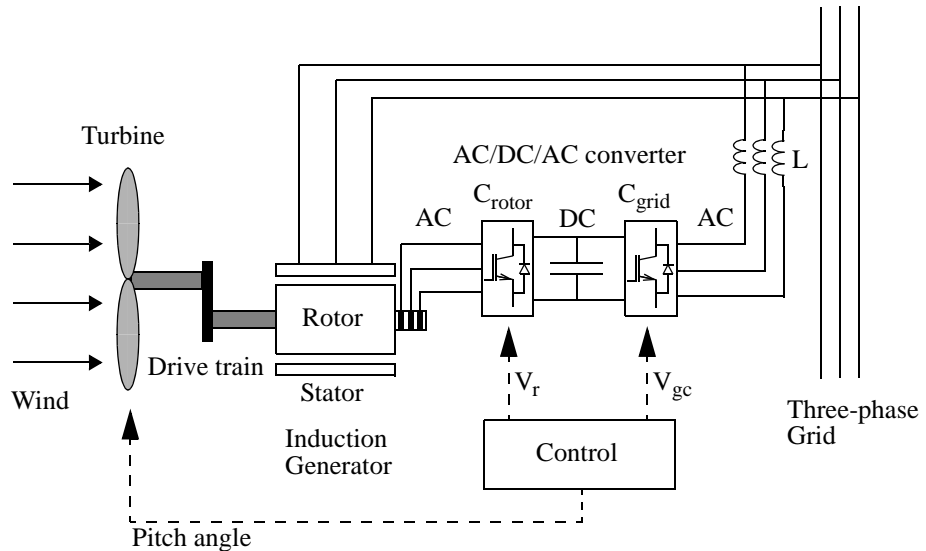 Turbine
AC/DC/AC converter
L
C_rotor
C_grid
AC
DC
AC
Rotor
Drive train
Wind
Stator
V_r
V_gc
Three-phase
Grid
Induction
Generator
Control
Pitch angle